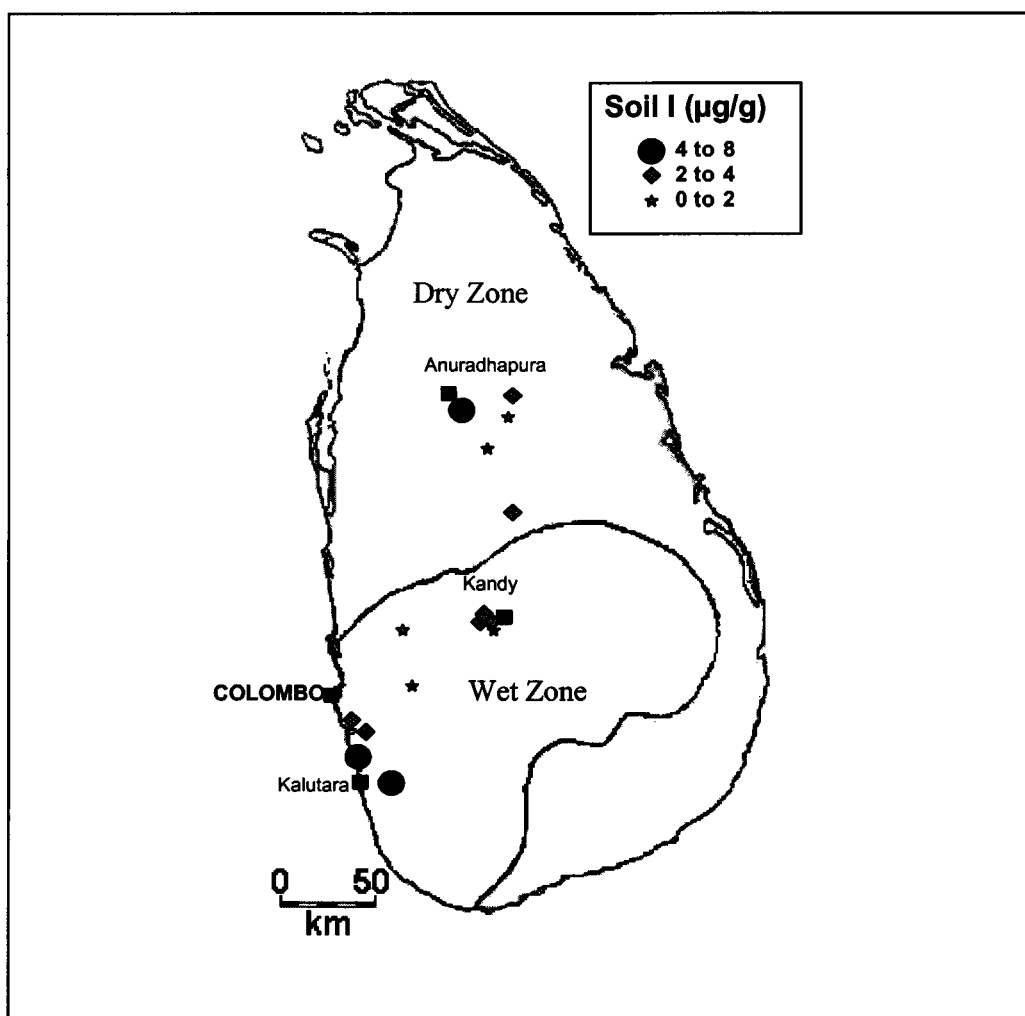 Soil I (µg/g)
4 to 8
2 to 4
0 to 2
Dry Zone
Anuradhapura
Kandy
COLOMBO
Wet Zone
Kalutara
0 50
km